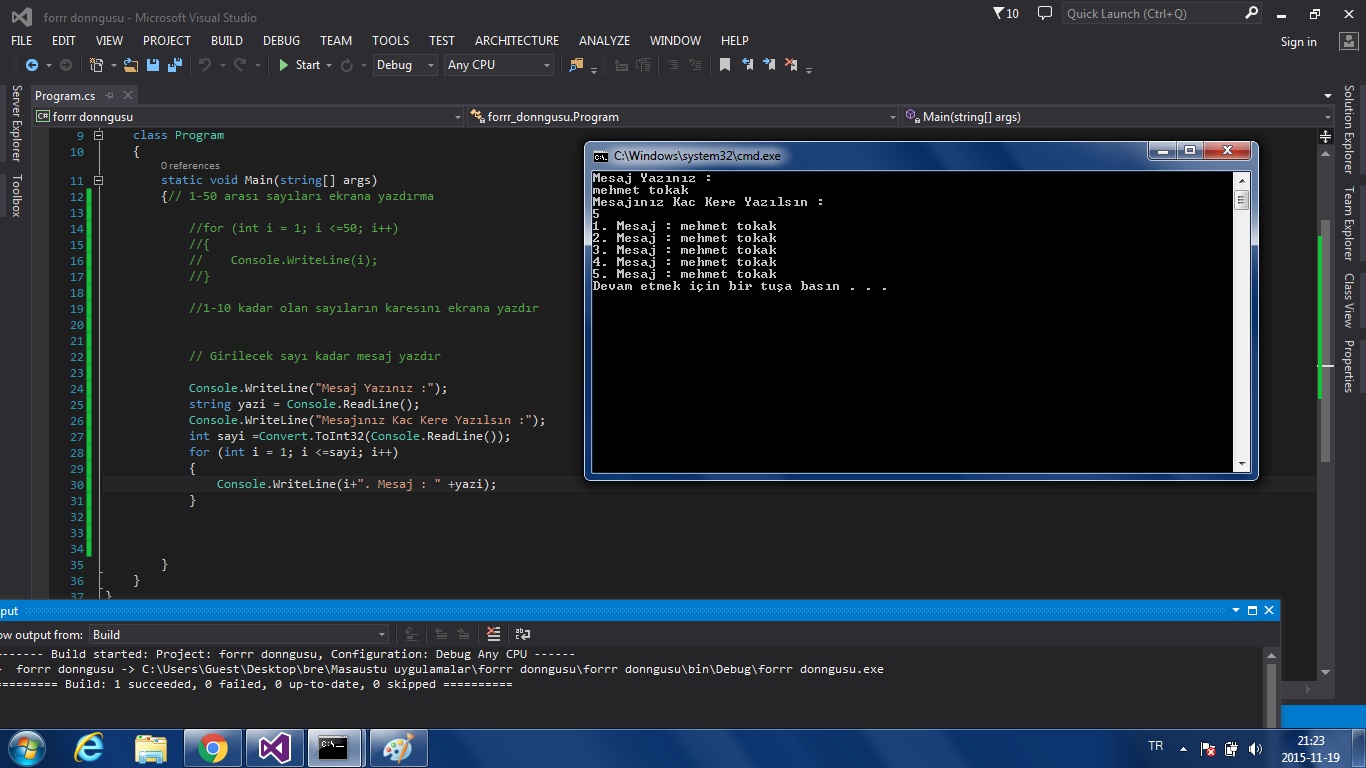 forrr donngusu - Microsoft Visual Studio
10
Quick Launch (Ctrl+Q)
FILE EDIT VIEW PROJECT BUILD DEBUG TEAM TOOLS TEST ARCHITECTURE ANALYZE WINDOW HELP
Sign in
Start Debug Any CPU
Server Explorer
Toolbox
Program.cs
forrr donngusu
forrr_donngusu.Program
Main(string[] args)
9 class Program
10 {
0 references
11 static void Main(string[] args)
12 {// 1-50 arası sayıları ekrana yazdırma
13
14 //for (int i = 1; i <=50; i++)
15 //{
16 // Console.WriteLine(i);
17 //}
18
19 //1-10 kadar olan sayıların karesını ekrana yazdır
20
21
22 // Girilecek sayı kadar mesaj yazdır
23
24 Console.WriteLine("Mesaj Yazınız :");
25 string yazi = Console.ReadLine();
26 Console.WriteLine("Mesajınız Kac Kere Yazılsın :");
27 int sayi =Convert.ToInt32(Console.ReadLine());
28 for (int i = 1; i <=sayi; i++)
29 {
30 Console.WriteLine(i+". Mesaj : " +yazi);
31 }
32
33
34
35 }
36 }
37 }
C:\Windows\system32\cmd.exe
Mesaj Yazınız :
mehmet tokak
Mesajınız Kac Kere Yazılsın :
5
1. Mesaj : mehmet tokak
2. Mesaj : mehmet tokak
3. Mesaj : mehmet tokak
4. Mesaj : mehmet tokak
5. Mesaj : mehmet tokak
Devam etmek için bir tuşa basın . . .
Solution Explorer
Team Explorer
Class View
Properties
put
ow output from: Build
------- Build started: Project: forrr donngusu, Configuration: Debug Any CPU ------
forrr donngusu -> C:\Users\Guest\Desktop\bre\Masaustu uygulamalar\forrr donngusu\forrr donngusu\bin\Debug\forrr donngusu.exe
========= Build: 1 succeeded, 0 failed, 0 up-to-date, 0 skipped ==========
TR
21:23
2015-11-19